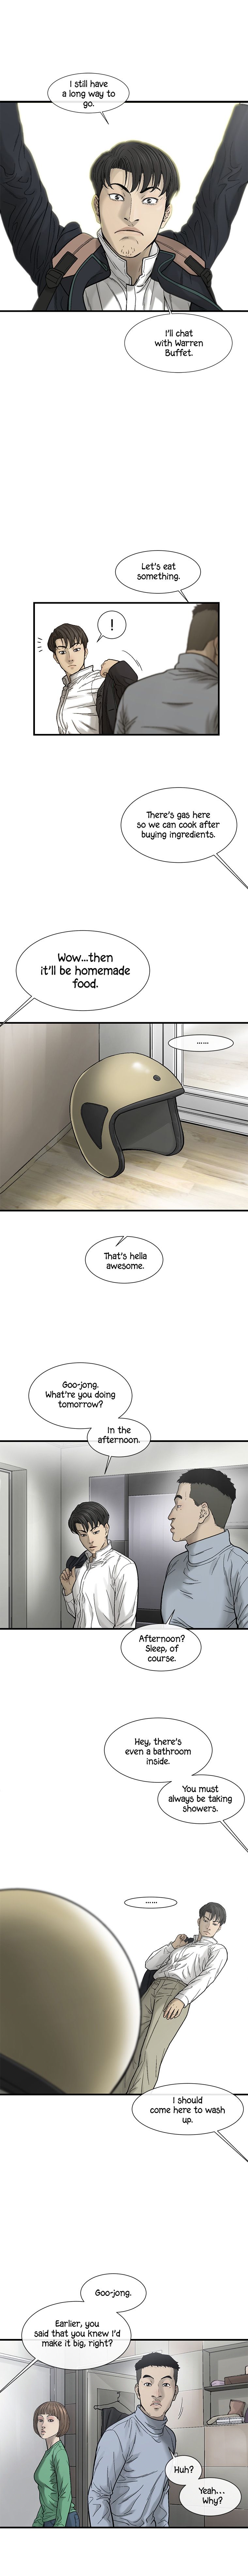 I still have
a long way to
go.
I'll chat
with Warren
Buffet.
Let's eat
something.
!
There's gas here
so we can cook after
buying ingredients.
Wow...then
it'll be homemade
food.
......
That's hella
awesome.
Goo-jong.
What're you doing
tomorrow?
In the
afternoon.
Afternoon?
Sleep, of
course.
Hey, there's
even a bathroom
inside.
You must
always be taking
showers.
......
I should
come here to wash
up.
Goo-jong.
Earlier, you
said that you knew I'd
make it big, right?
Huh?
Yeah...
Why?